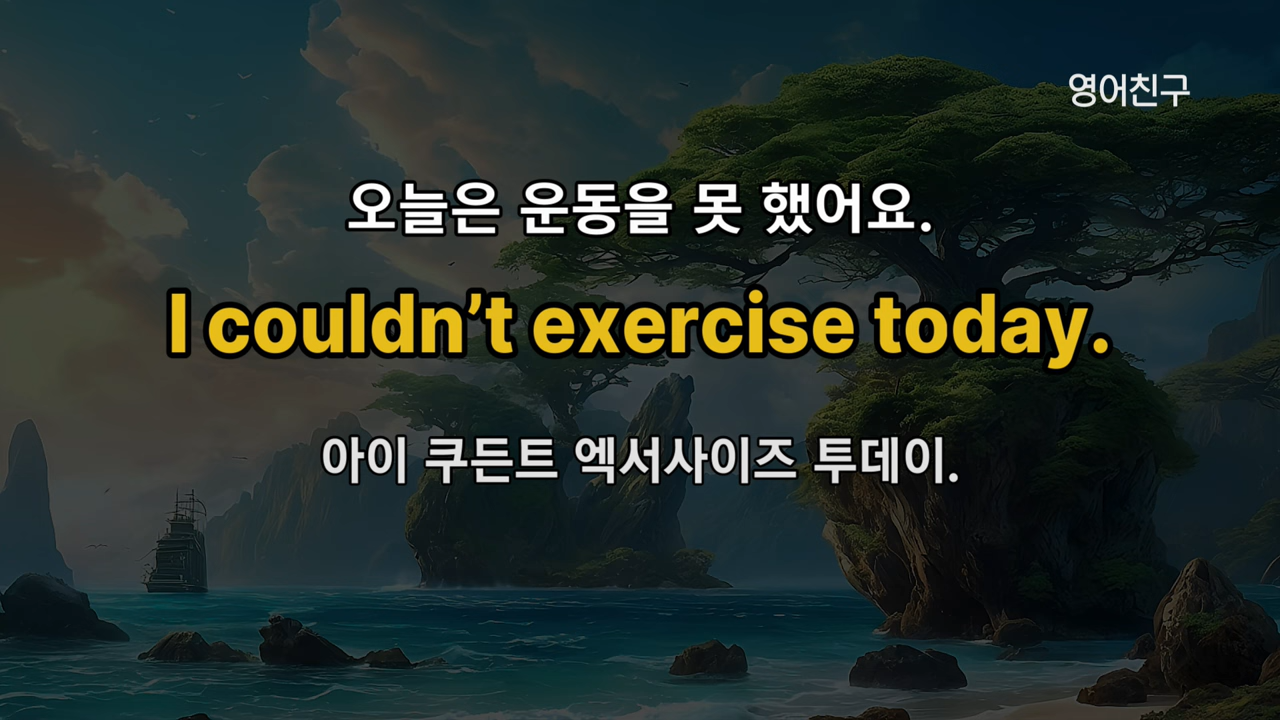 영어친구
오늘은 운동을 못 했어요.
I couldn’t exercise today.
아이 쿠든트 엑서사이즈 투데이.